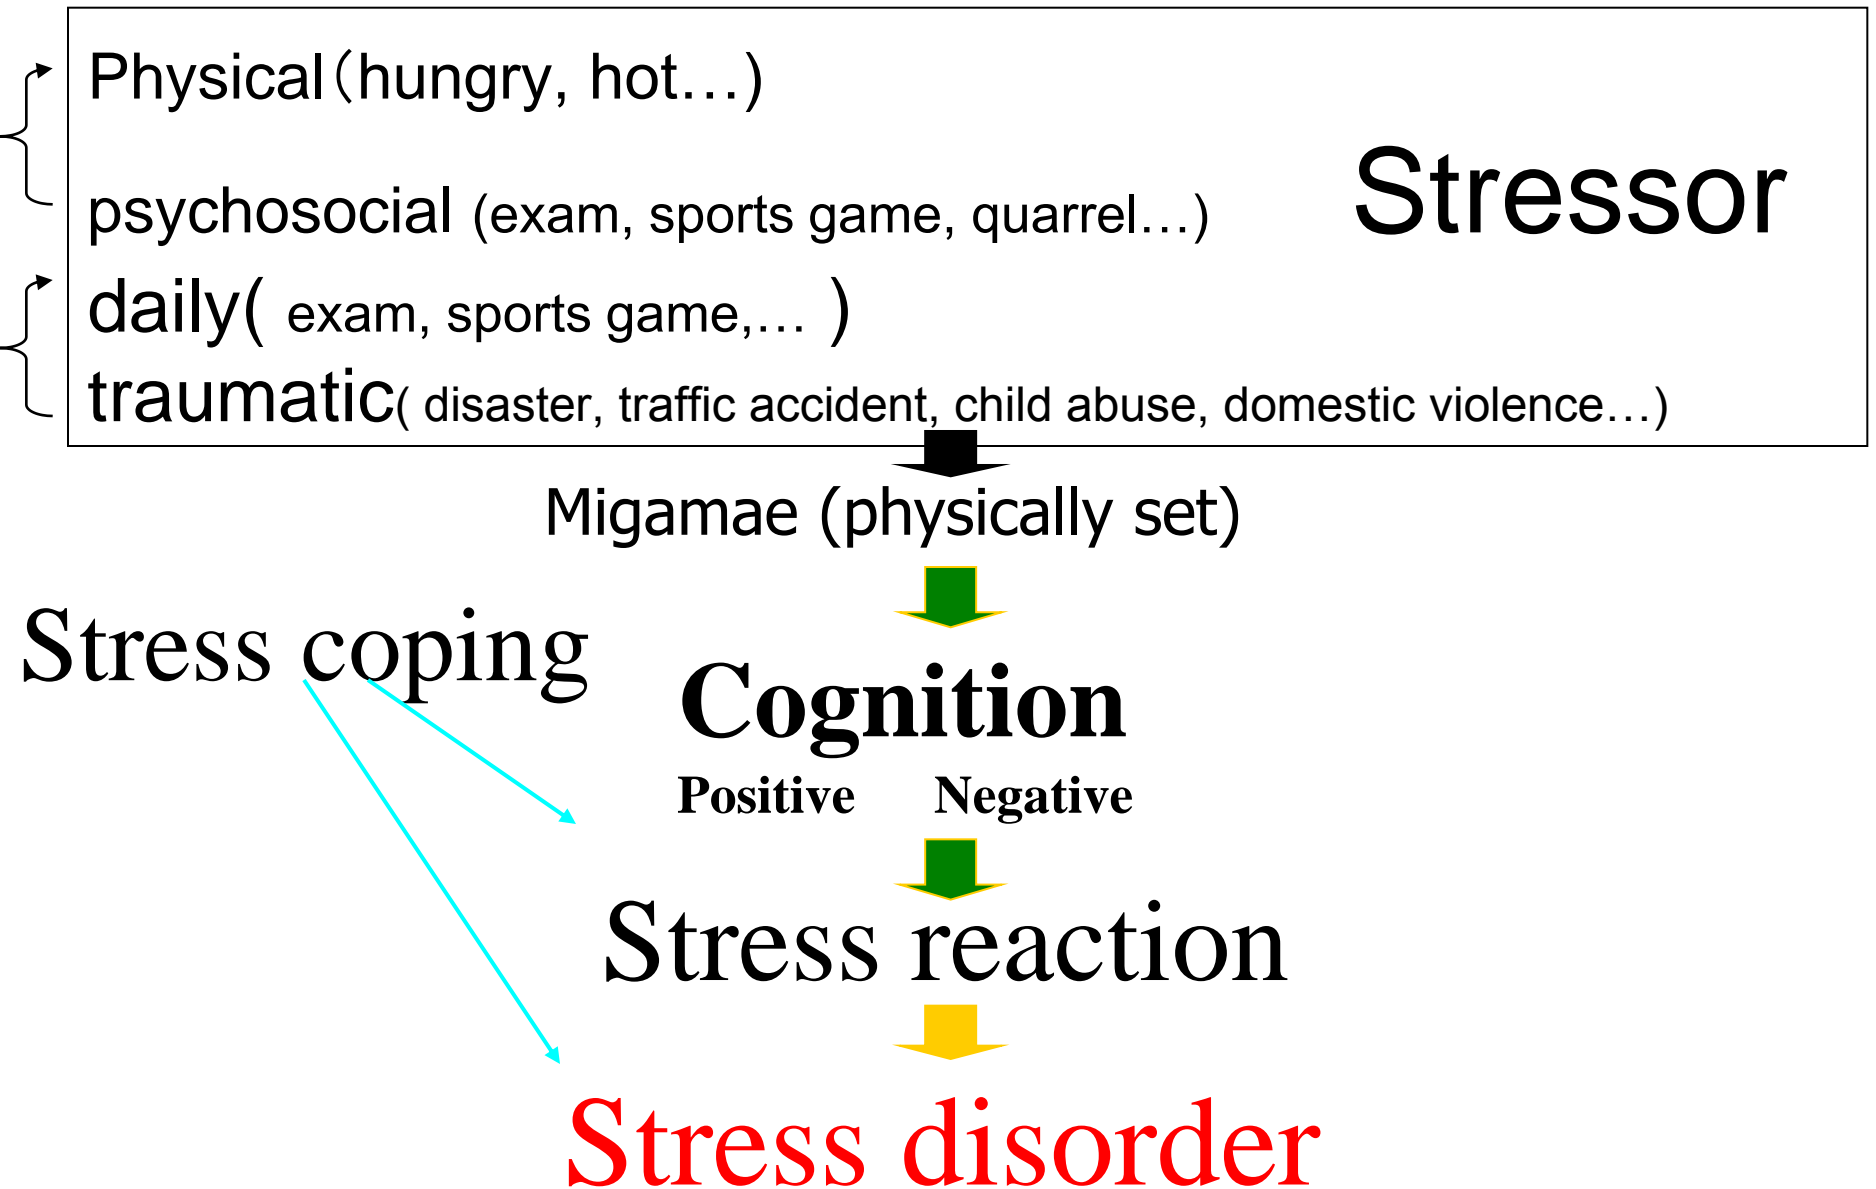 Physical（hungry, hot…)
psychosocial (exam, sports game, quarrel…)
Stressor
daily( exam, sports game,… )
traumatic( disaster, traffic accident, child abuse, domestic violence…)
Migamae (physically set)
Stress coping
Cognition
Positive Negative
Stress reaction
Stress disorder